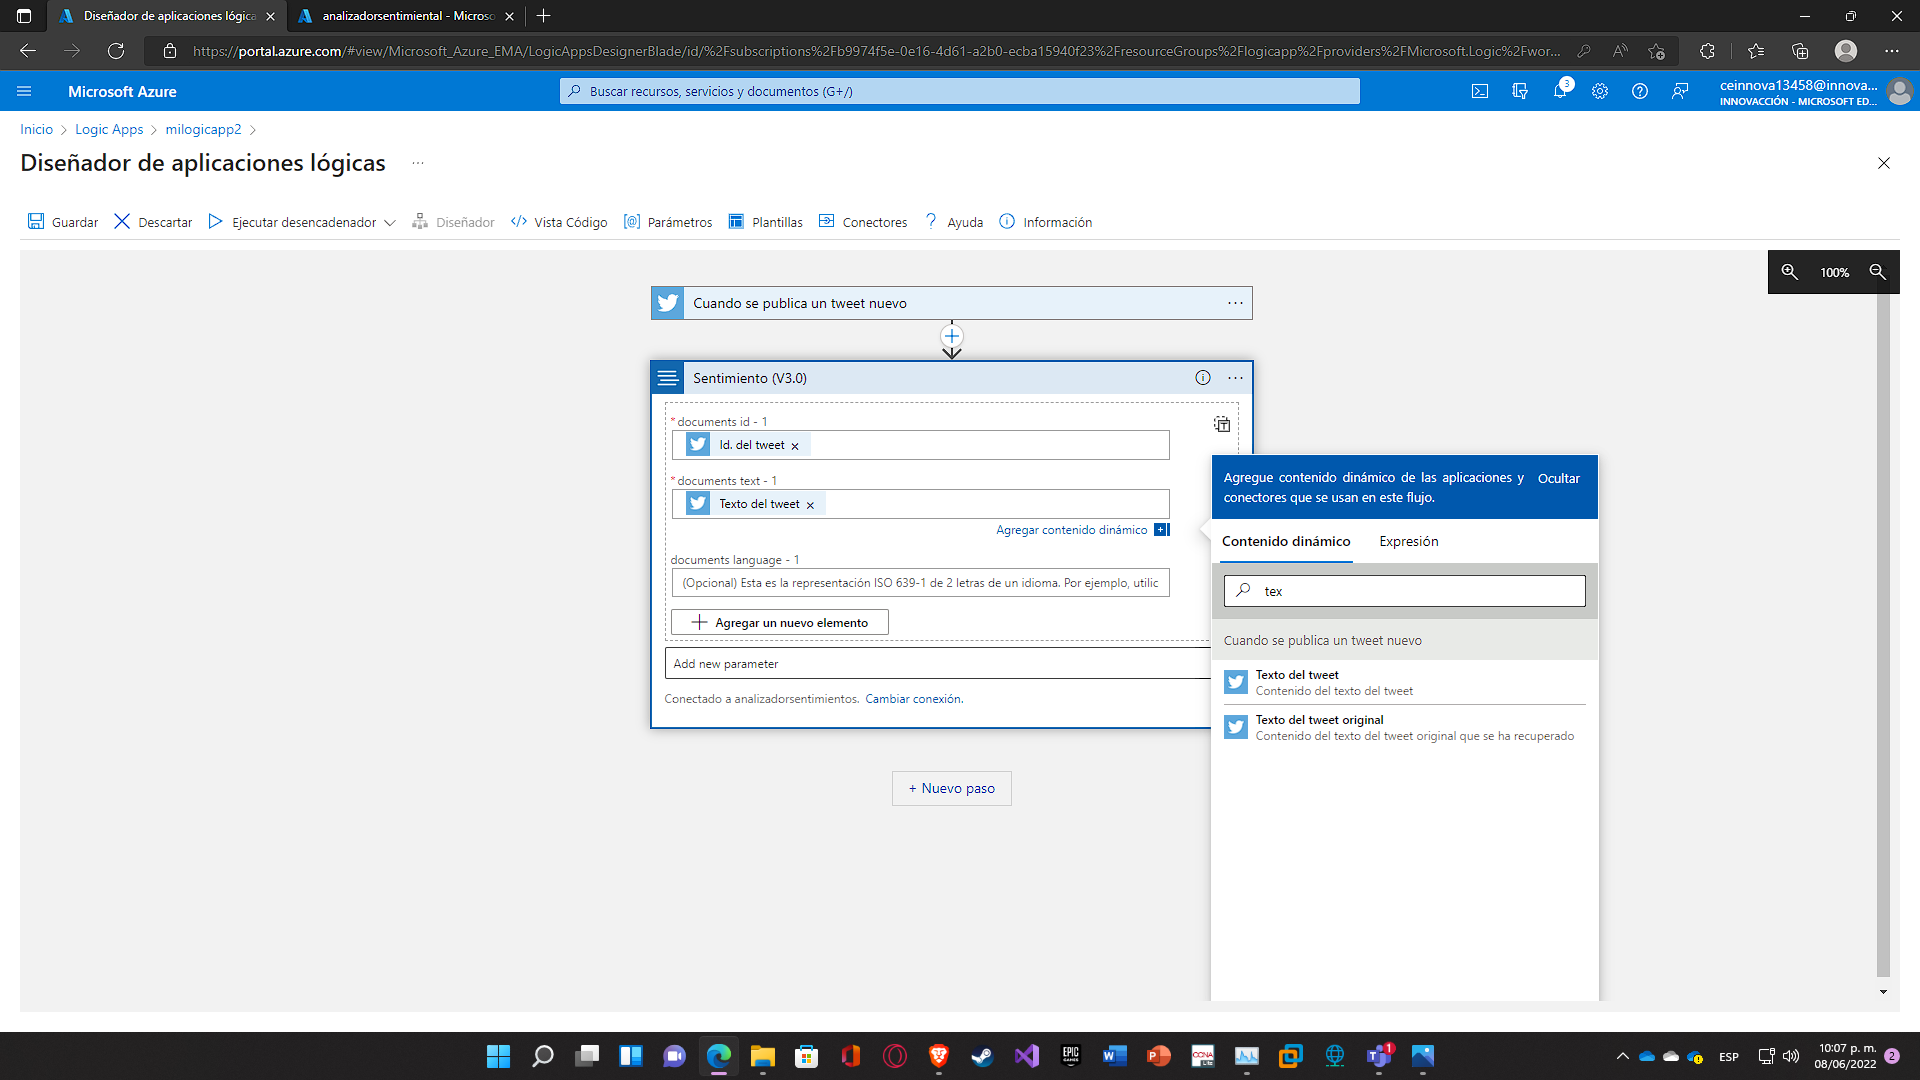 Diseñador de aplicaciones lógica
analizadorsentimiental - Microso
https://portal.azure.com/#view/Microsoft_Azure_EMA/LogicAppsDesignerBlade/id/%2Fsubscriptions%2Fb9974f5e-0e16-4d61-a2b0-ecba15940f23%2FresourceGroups%2Flogicapp%2Fproviders%2FMicrosoft.Logic%2Fwor...
Microsoft Azure
Buscar recursos, servicios y documentos (G+/)
3
ceinnova13458@innova...
INNOVACCIÓN - MICROSOFT ED...
Inicio > Logic Apps > milogicapp2 >
Diseñador de aplicaciones lógicas ...
Guardar
Descartar
Ejecutar desencadenador
Diseñador
Vista Código
Parámetros
Plantillas
Conectores
Ayuda
Información
100%
Cuando se publica un tweet nuevo
Sentimiento (V3.0)
* documents id - 1
Id. del tweet ×
* documents text - 1
Texto del tweet ×
Agregar contenido dinámico
documents language - 1
(Opcional) Esta es la representación ISO 639-1 de 2 letras de un idioma. Por ejemplo, utilic
Agregar un nuevo elemento
Add new parameter
Conectado a analizadorsentimientos. Cambiar conexión.
+ Nuevo paso
Agregue contenido dinámico de las aplicaciones y
conectores que se usan en este flujo.
Ocultar
Contenido dinámico
Expresión
tex
Cuando se publica un tweet nuevo
Texto del tweet
Contenido del texto del tweet
Texto del tweet original
Contenido del texto del tweet original que se ha recuperado
EPIC
GAMES
CCNA
1
ESP
10:07 p. m.
08/06/2022
2